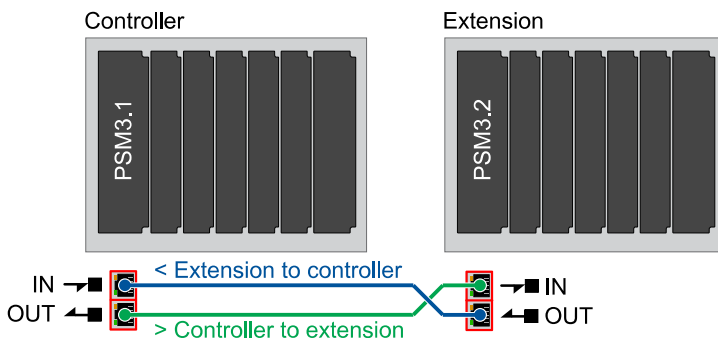 Controller
Extension
PSM3.1
PSM3.2
< Extension to controller
IN
IN
OUT
OUT
> Controller to extension